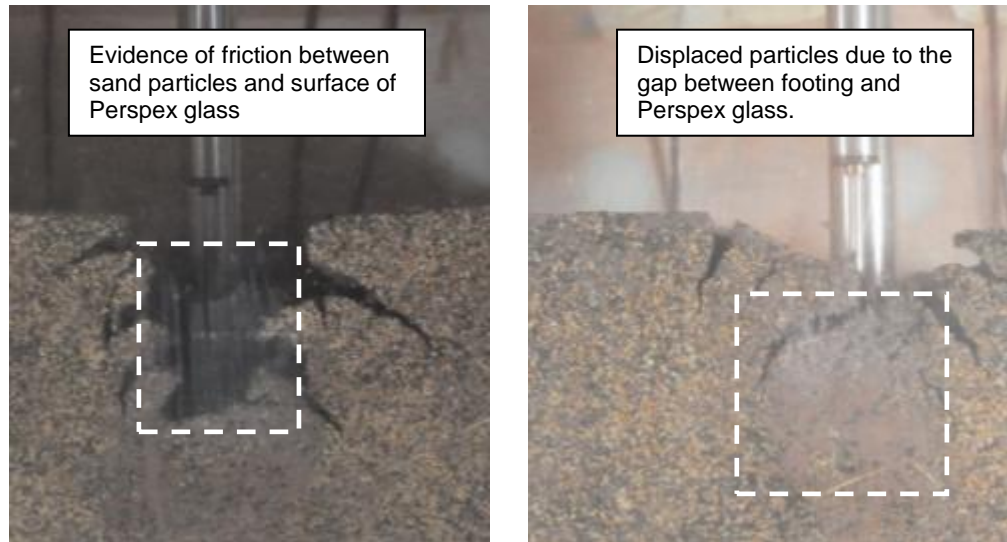 Evidence of friction between
sand particles and surface of
Perspex glass
Displaced particles due to the
gap between footing and
Perspex glass.